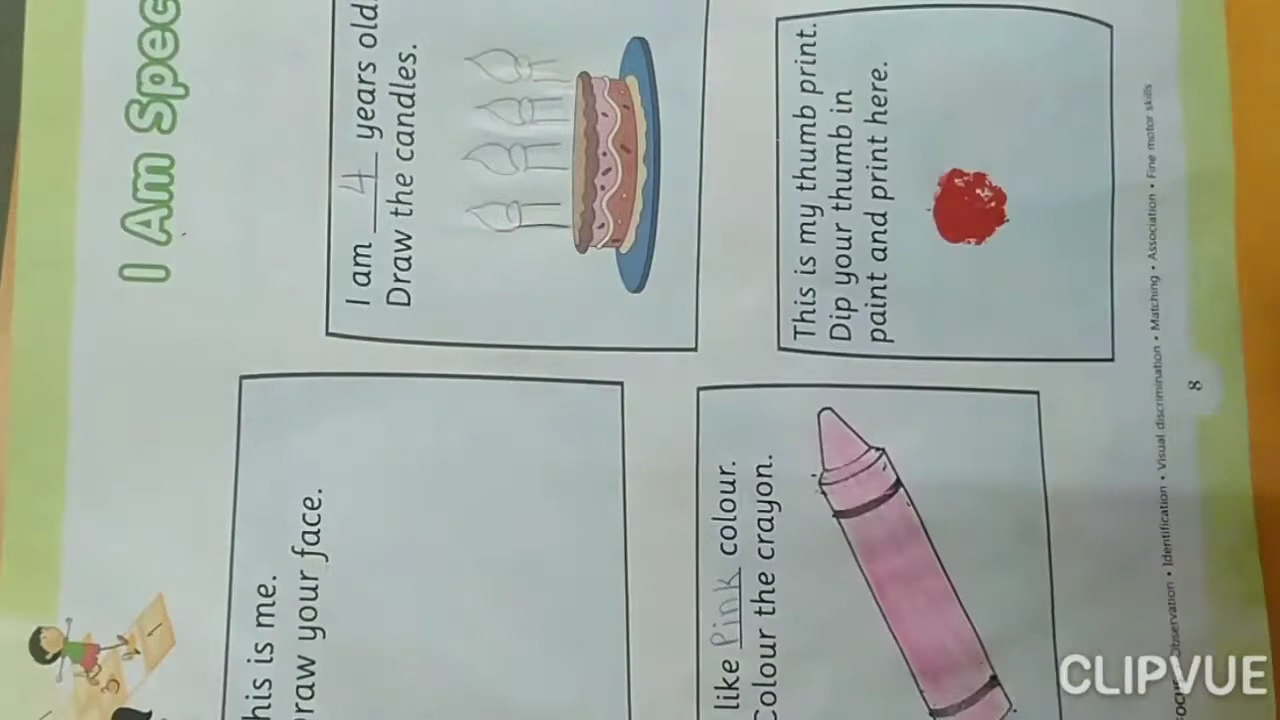 I Am Spec
his is me.
raw your face.
I am 4 years old.
Draw the candles.
like Pink colour.
Colour the crayon.
This is my thumb print.
Dip your thumb in
paint and print here.
Observation • Identification • Visual discrimination • Matching • Association • Fine motor skills
8
3
1
CLIPVUE